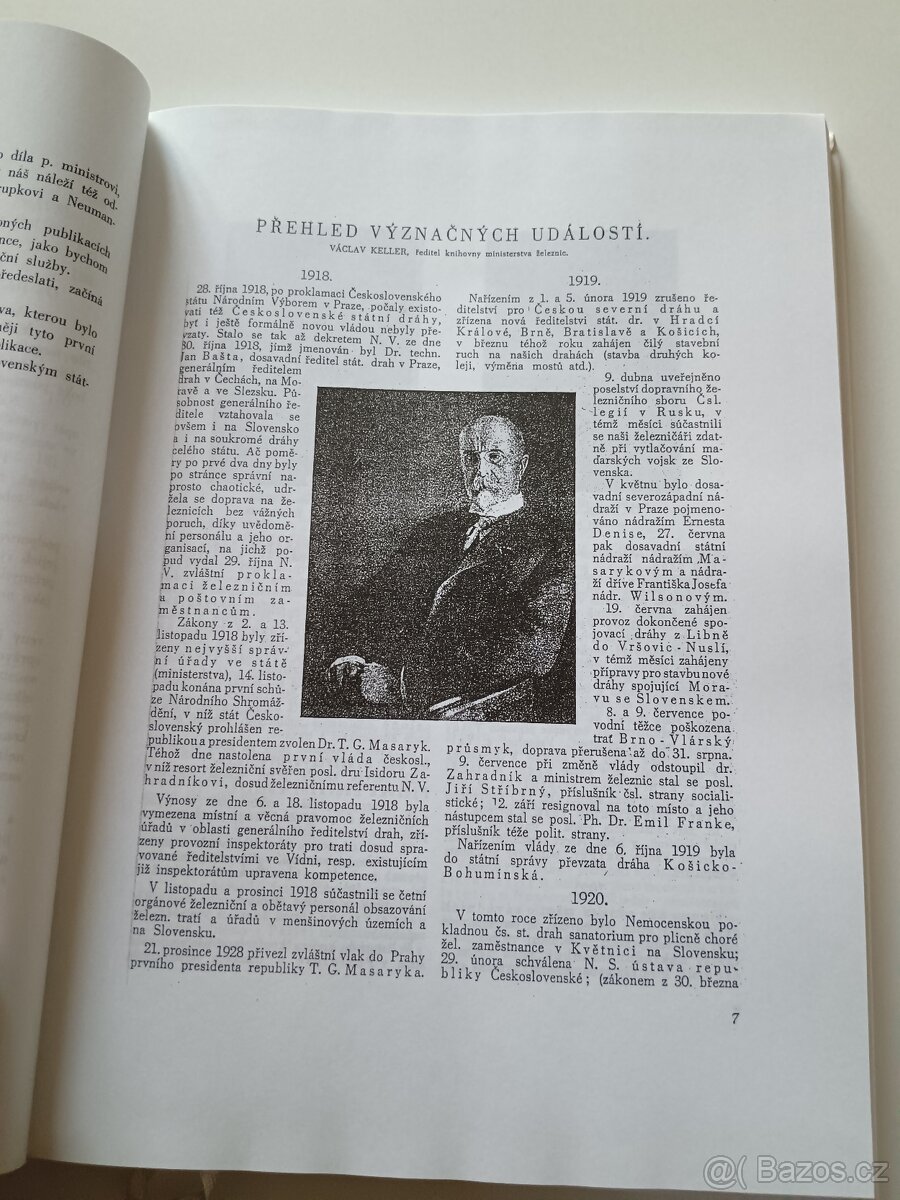 o díla p. ministrovi,
náš náleží též od.
rupkovi a Neuman-
bných publikacích
nce, jako bychom
ční služby.
předeslati, začíná
va, kterou bylo
ěji tyto první
blikace.
ovenským stát-
PŘEHLED VÝZNAČNÝCH UDÁLOSTÍ.
VÁCLAV KELLER, ředitel knihovny ministerstva železnic.
1918.
28. října 1918, po proklamaci Československého
státu Národním Výborem v Praze, počaly existo-
vati též Československé státní dráhy,
byť i ještě formálně novou vládou nebyly pře-
vzaty. Stalo se tak až dekretem N. V. ze dne
30. října 1918, jímž jmenován byl Dr. techn.
Jan Bašta, dosavadní ředitel stát. drah v Praze,
generálním ředitelem
drah v Čechách, na Mo-
ravě a ve Slezsku. Pů-
sobnost generálního ře-
ditele vztahovala se
ovšem i na Slovensko
a i na soukromé dráhy
celého státu. Ač pomě-
ry po prvé dva dny byly
po stránce správní na-
prosto chaotické, udr-
žela se doprava na že-
leznicích bez vážných
poruch, díky uvědomě-
ní personálu a jeho or-
ganisací, na jichž po-
pud vydal 29. října N.
V. zvláštní prokla-
maci železničním
a poštovním za-
městnancům.
Zákony z 2. a 13.
listopadu 1918 byly zří-
zeny nejvyšší správ-
ní úřady ve státě
(ministerstva), 14. listo-
padu konána první schů-
ze Národního Shromáž-
dění, v níž stát Česko-
slovenský prohlášen re-
publikou a presidentem zvolen Dr. T. G. Masaryk.
Téhož dne nastolena první vláda českosl.,
v níž resort železniční svěřen posl. dru Isidoru Za-
hradníkovi, dosud železničnímu referentu N. V.
Výnosy ze dne 6. a 18. listopadu 1918 byla
vymezena místní a věcná pravomoc železničních
úřadů v oblasti generálního ředitelství drah, zří-
zeny provozní inspektoráty pro trati dosud spra-
vované ředitelstvími ve Vídni, resp. existujícím
již inspektorátům upravena kompetence.
V listopadu a prosinci 1918 súčastnili se četní
orgánové železniční a obětavý personál obsazování
železn. tratí a úřadů v menšinových územích a
na Slovensku.
21. prosince 1928 přivezl zvláštní vlak do Prahy
prvního presidenta republiky T. G. Masaryka.
1919.
Nařízením z 1. a 5. února 1919 zrušeno ře-
ditelství pro Českou severní dráhu a
zřízena nová ředitelství stát. dr. v Hradci
Králové, Brně, Bratislavě a Košicích,
v březnu téhož roku zahájen čilý stavební
ruch na našich drahách (stavba druhých ko-
lejí, výměna mostů atd.).
9. dubna uveřejněno
poselství dopravního že-
lezničního sboru Čsl.
legií v Rusku, v
témž měsíci súčastnili
se naši železničáři zdat-
ně při vytlačování ma-
ďarských vojsk ze Slo-
venska.
V květnu bylo dosa-
vadní severozápadní ná-
draží v Praze pojmeno-
váno nádražím Ernesta
Denise, 27. června
pak dosavadní státní
nádraží nádražím Ma-
sarykovým a nádra-
ží dříve Františka Josefa
nádr. Wilsonovým.
19. června zahájen
provoz dokončené spo-
jovací dráhy z Libně
do Vršovic-Nuslí,
v témž měsíci zahájeny
přípravy pro stavbu nové
dráhy spojující Mora-
vu se Slovenskem.
8. a 9. července po-
vodní těžce poškozena
trať Brno-Vlárský
průsmyk, doprava přerušena až do 31. srpna.
9. července při změně vlády odstoupil dr.
Zahradník a ministrem železnic stal se posl.
Jiří Stříbrný, příslušník čsl. strany sociali-
stické; 12. září resignoval na toto místo a jeho
nástupcem stal se posl. Ph. Dr. Emil Franke,
příslušník téže polit. strany.
Nařízením vlády ze dne 6. října 1919 byla
do státní správy převzata dráha Košicko-
Bohumínská.
1920.
V tomto roce zřízeno bylo Nemocenskou po-
kladnou čs. st. drah sanatorium pro plicně choré
žel. zaměstnance v Květnici na Slovensku;
29. února schválena N. S. ústava repu-
bliky Československé; (zákonem z 30. března
7
@( Bazos.cz